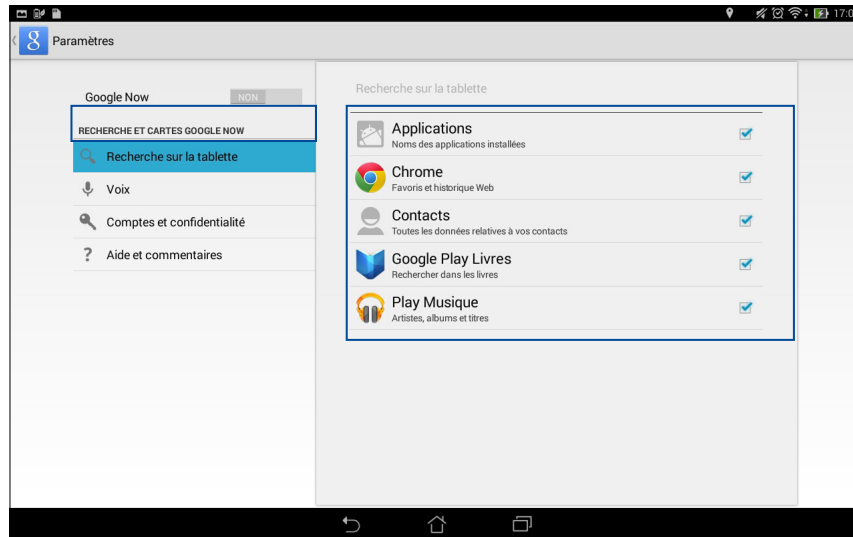 17:0
Paramètres
Google Now
NON
RECHERCHE ET CARTES GOOGLE NOW
Recherche sur la tablette
Voix
Comptes et confidentialité
Aide et commentaires
Recherche sur la tablette
Applications
Noms des applications installées
Chrome
Favoris et historique Web
Contacts
Toutes les données relatives à vos contacts
Google Play Livres
Rechercher dans les livres
Play Musique
Artistes, albums et titres